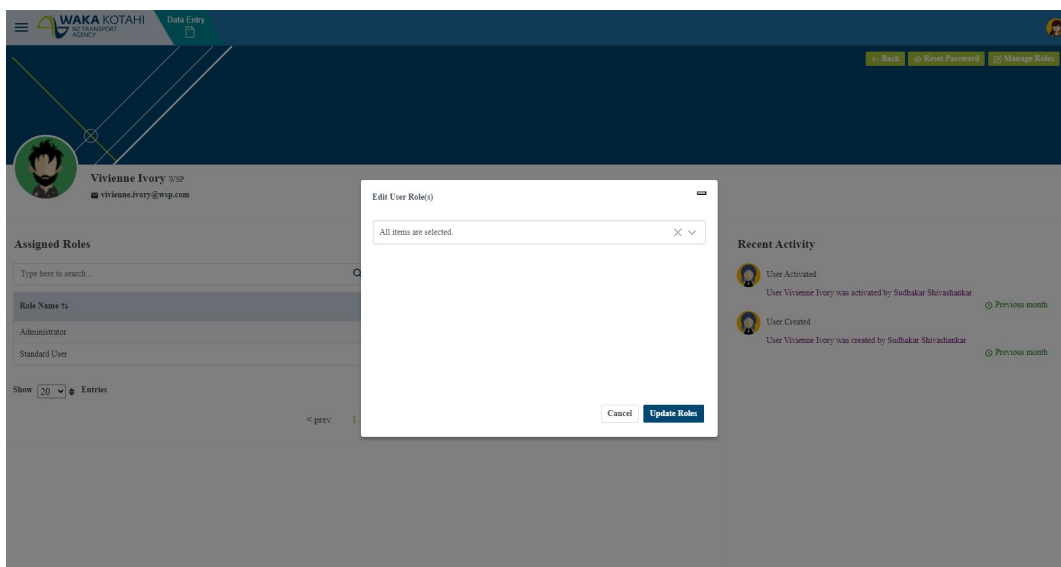 WAKA KOTAHI
NZ TRANSPORT
AGENCY
Data Entry
← Back
Reset Password
Manage Roles
Vivienne Ivory WSP
vivienne.ivory@wsp.com
Edit User Role(s)
All items are selected.
Assigned Roles
Type here to search...
Role Name
Administrator
Standard User
Show 20 Entries
< prev 1
Cancel
Update Roles
Recent Activity
User Activated
User Vivienne Ivory was activated by Sudhakar Shivashankar
Previous month
User Created
User Vivienne Ivory was created by Sudhakar Shivashankar
Previous month